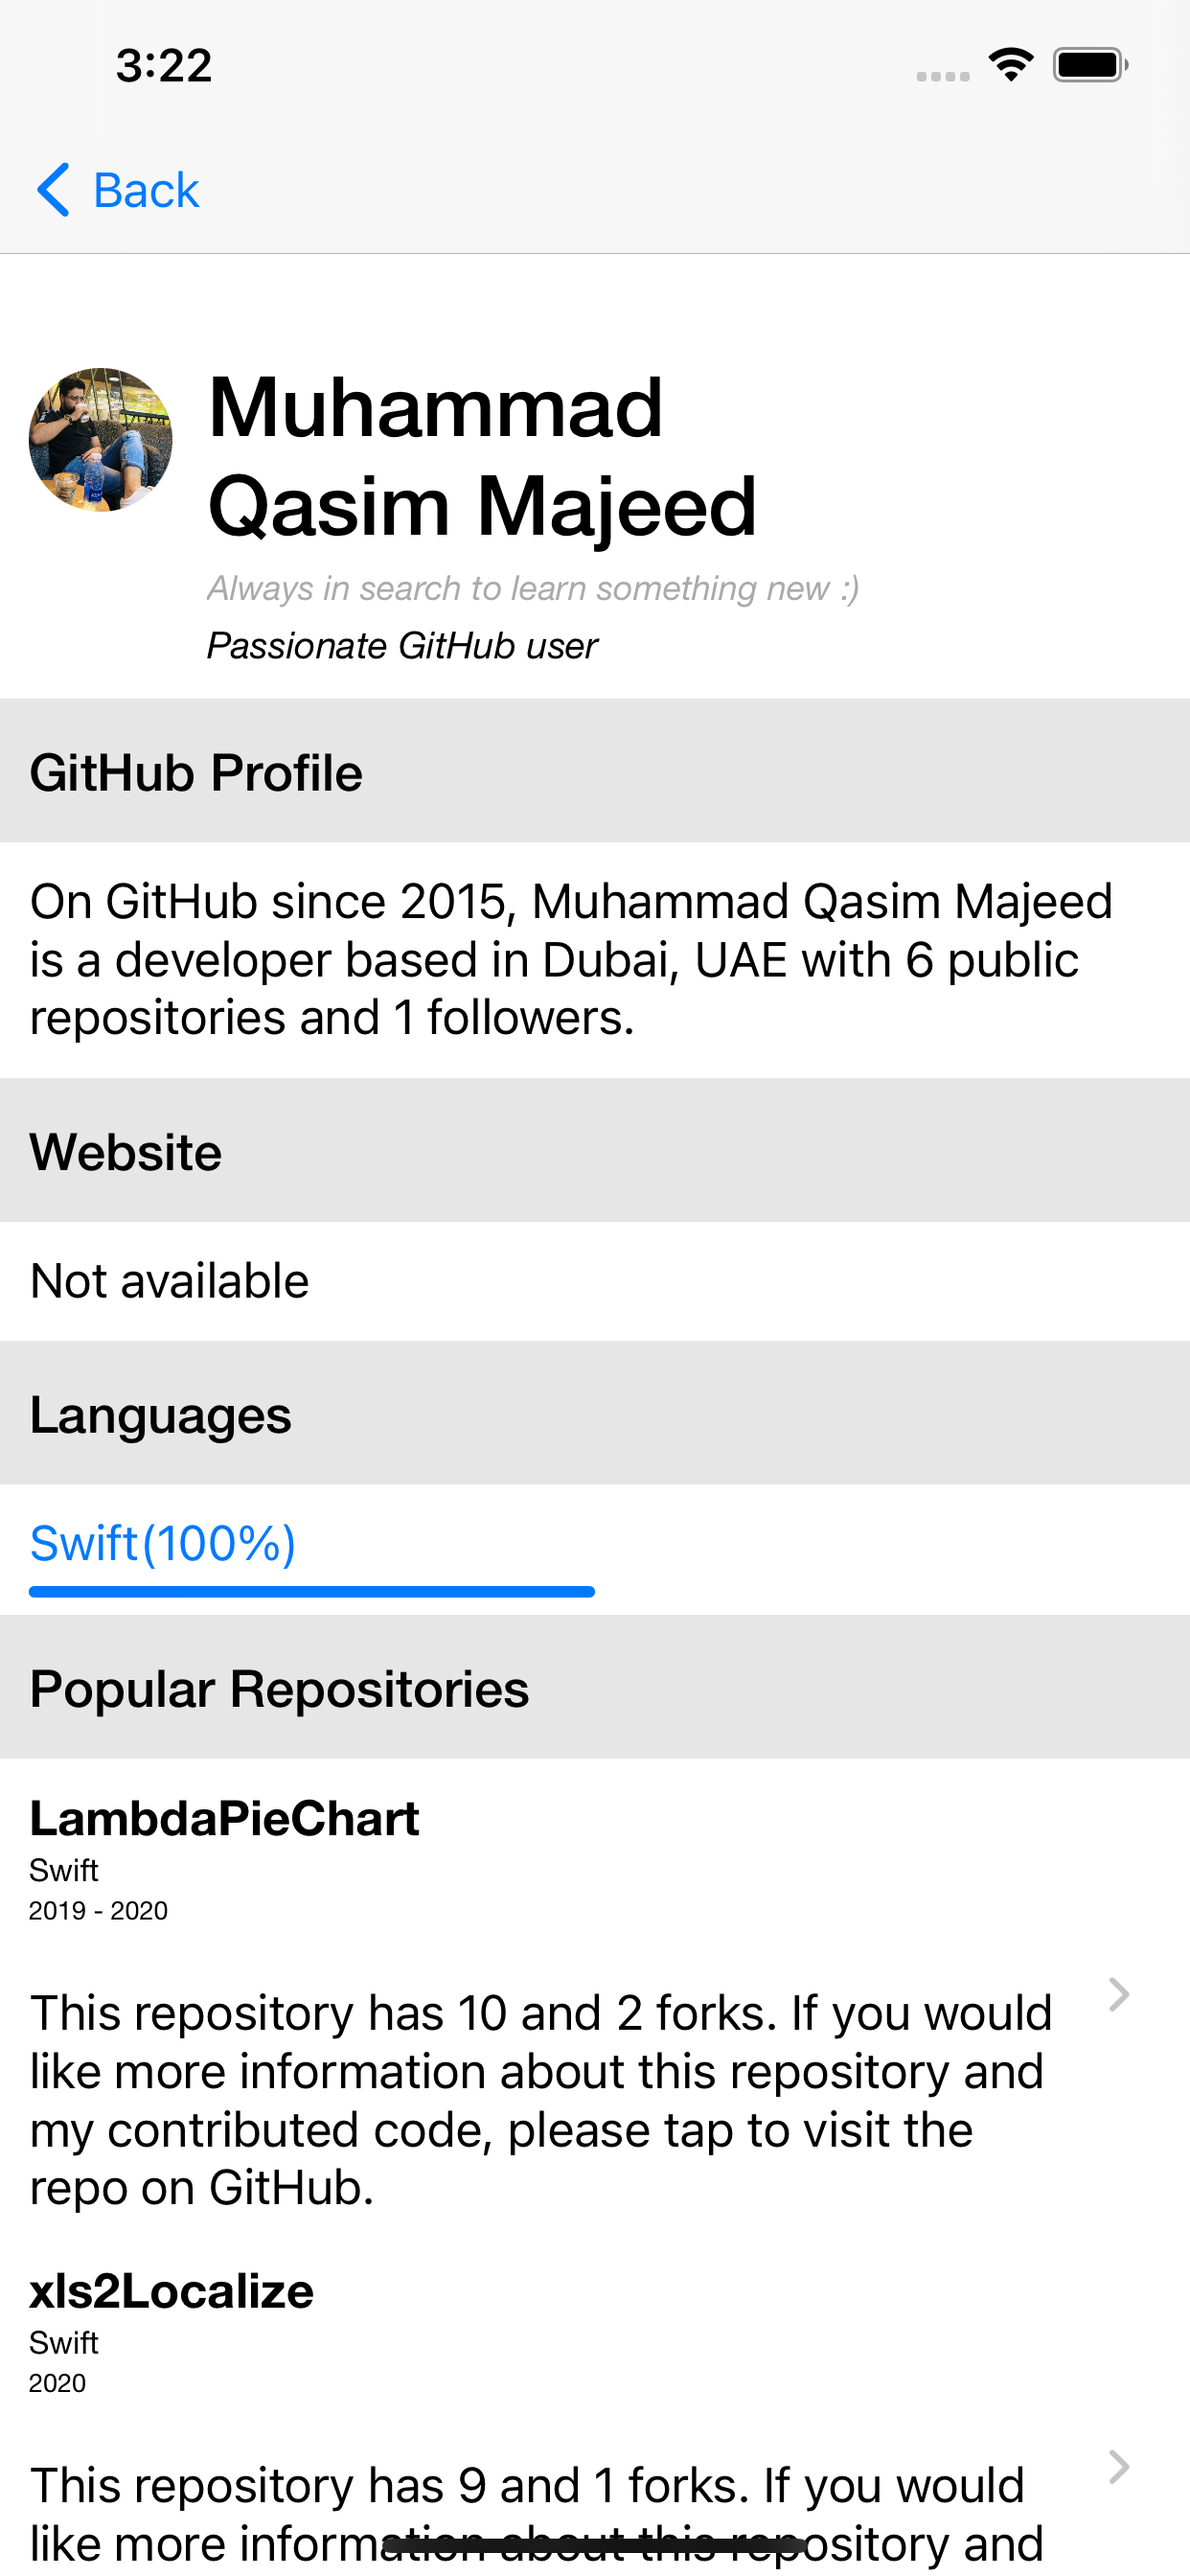 3:22
Back
Muhammad
Qasim Majeed
Always in search to learn something new :)
Passionate GitHub user
GitHub Profile
On GitHub since 2015, Muhammad Qasim Majeed
is a developer based in Dubai, UAE with 6 public
repositories and 1 followers.
Website
Not available
Languages
Swift(100%)
Popular Repositories
LambdaPieChart
Swift
2019 - 2020
This repository has 10 and 2 forks. If you would
like more information about this repository and
my contributed code, please tap to visit the
repo on GitHub.
xls2Localize
Swift
2020
This repository has 9 and 1 forks. If you would
like more information about this repository and